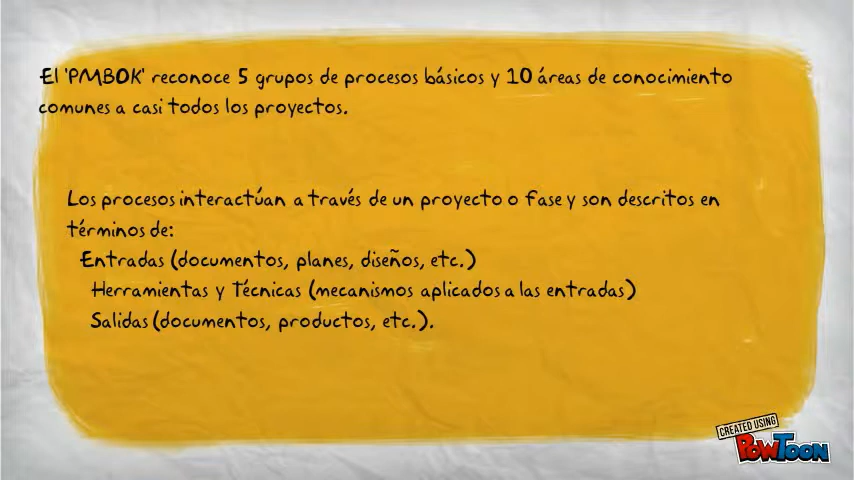 El 'PMBOK' reconoce 5 grupos de procesos básicos y 10 áreas de conocimiento
comunes a casi todos los proyectos.
Los procesos interactúan a través de un proyecto o fase y son descritos en
términos de:
Entradas (documentos, planes, diseños, etc.)
Herramientas y Técnicas (mecanismos aplicados a las entradas)
Salidas (documentos, productos, etc.).
CREATED USING
POWTOON